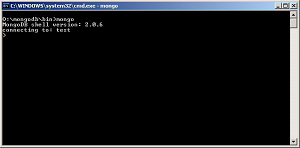 C:\WINDOWS\system32\cmd.exe - mongo
D:\mongodb\bin>mongo
MongoDB shell version: 2.0.6
connecting to: test
>